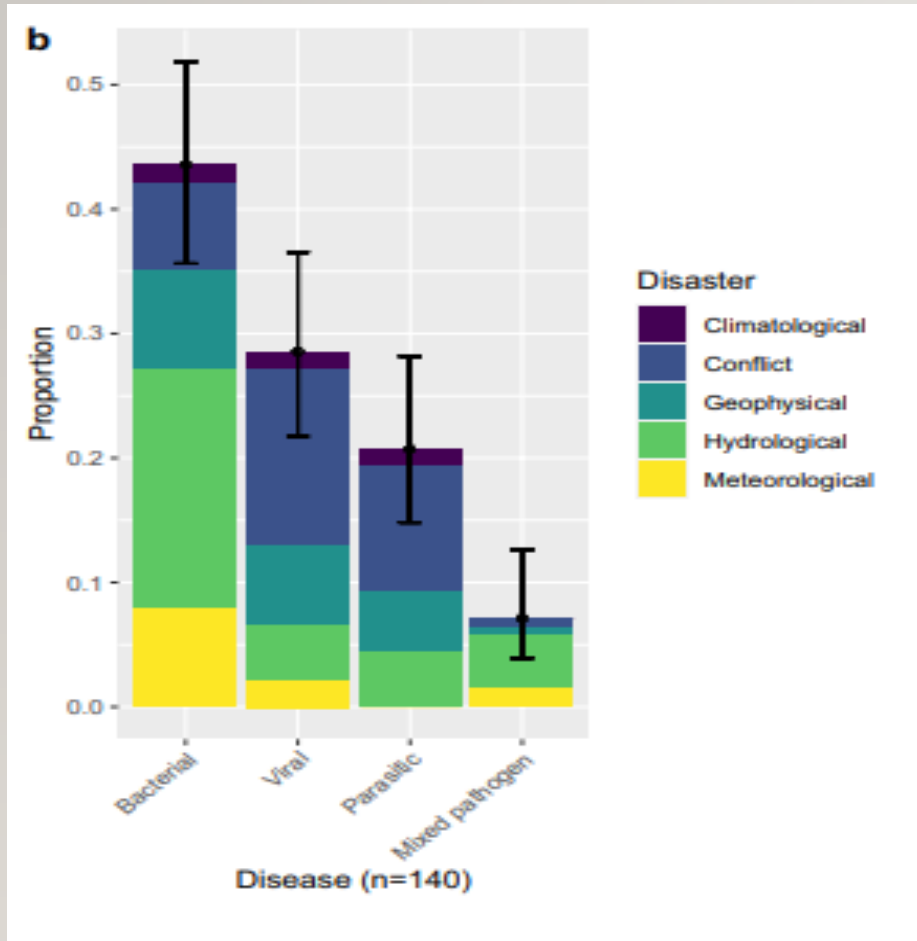 b
0.5
0.4
0.3
0.2
0.1
0.0
Proportion
Bacterial
Viral
Parasitic
Mixed pathogen
Disease (n=140)
Disaster
Climatological
Conflict
Geophysical
Hydrological
Meteorological